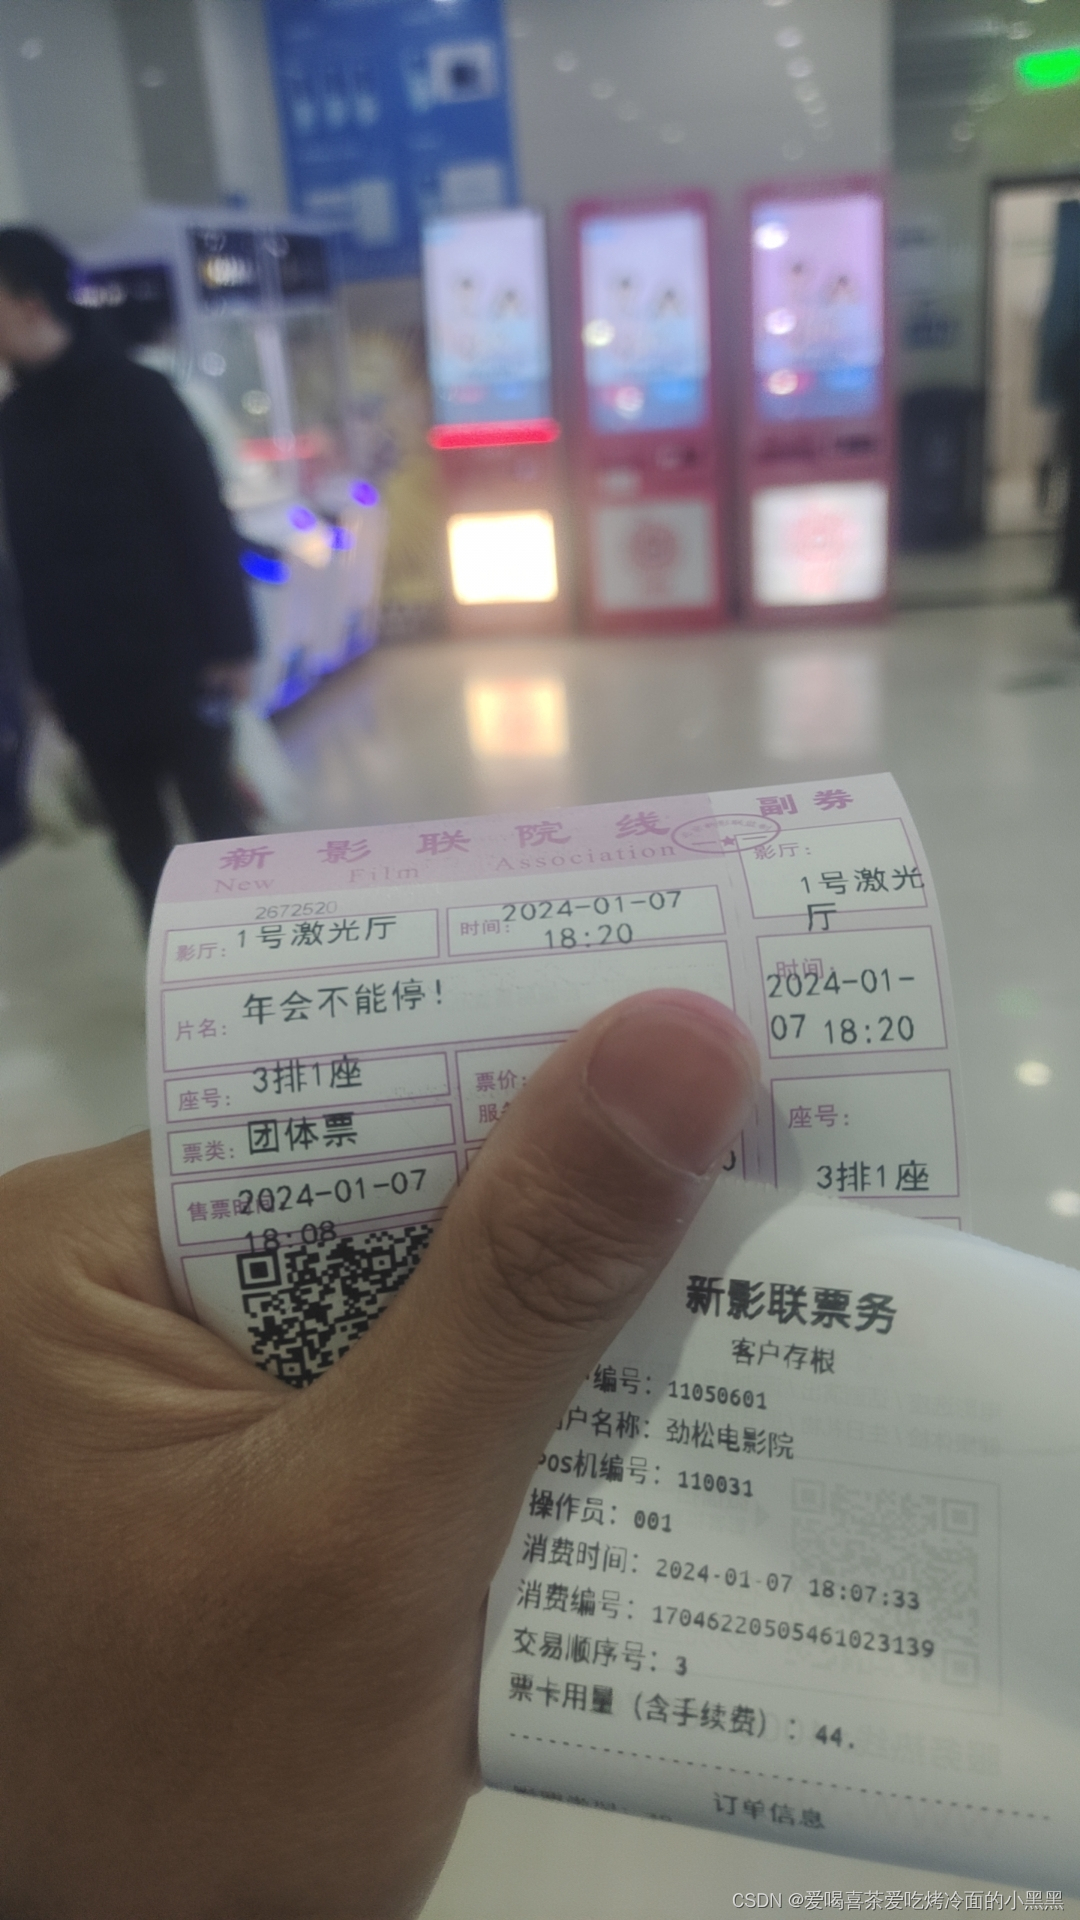 新影联院线
New Film Association
2672520
影厅: 1号激光厅
时间: 2024-01-07
18:20
片名: 年会不能停!
座号: 3排1座
票价:
票类: 团体票
售票时间: 2024-01-07
18:08
副券
影厅:
1号激光
厅
时间:
2024-01-
07 18:20
座号:
3排1座
新影联票务
客户存根
编号: 11050601
户名称: 劲松电影院
POS机编号: 110031
操作员: 001
消费时间: 2024-01-07 18:07:33
消费编号: 17046220505461023139
交易顺序号: 3
票卡用量 (含手续费) : 44.
订单信息
CSDN @爱喝喜茶爱吃烤冷面的小黑黑